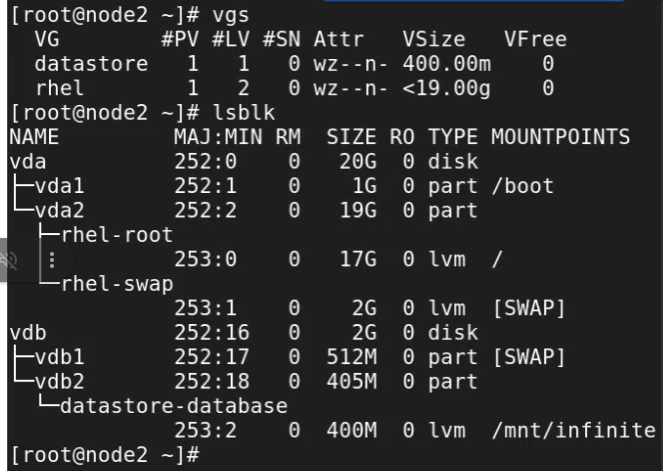 [root@node2 ~]# vgs
  VG        #PV #LV #SN Attr   VSize   VFree
  datastore   1   1   0 wz--n- 400.00m    0
  rhel        1   2   0 wz--n- <19.00g    0
[root@node2 ~]# lsblk
NAME          MAJ:MIN RM  SIZE RO TYPE MOUNTPOINTS
vda           252:0    0   20G  0 disk
├─vda1        252:1    0    1G  0 part /boot
└─vda2        252:2    0   19G  0 part
  ├─rhel-root
              253:0    0   17G  0 lvm  /
  └─rhel-swap
              253:1    0    2G  0 lvm  [SWAP]
vdb           252:16   0    2G  0 disk
├─vdb1        252:17   0  512M  0 part [SWAP]
└─vdb2        252:18   0  405M  0 part
  └─datastore-database
              253:2    0  400M  0 lvm  /mnt/infinite
[root@node2 ~]#